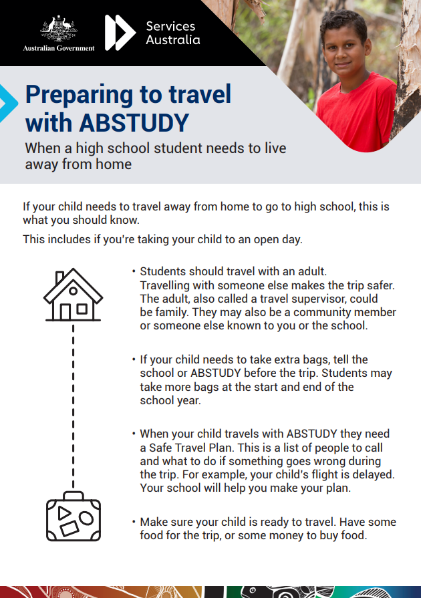 Australian Government
Services
Australia
Preparing to travel
with ABSTUDY
When a high school student needs to live
away from home
If your child needs to travel away from home to go to high school, this is
what you should know.
This includes if you're taking your child to an open day.
• Students should travel with an adult.
Travelling with someone else makes the trip safer.
The adult, also called a travel supervisor, could
be family. They may also be a community member
or someone else known to you or the school.
• If your child needs to take extra bags, tell the
school or ABSTUDY before the trip. Students may
take more bags at the start and end of the
school year.
• When your child travels with ABSTUDY they need
a Safe Travel Plan. This is a list of people to call
and what to do if something goes wrong during
the trip. For example, your child's flight is delayed.
Your school will help you make your plan.
• Make sure your child is ready to travel. Have some
food for the trip, or some money to buy food.